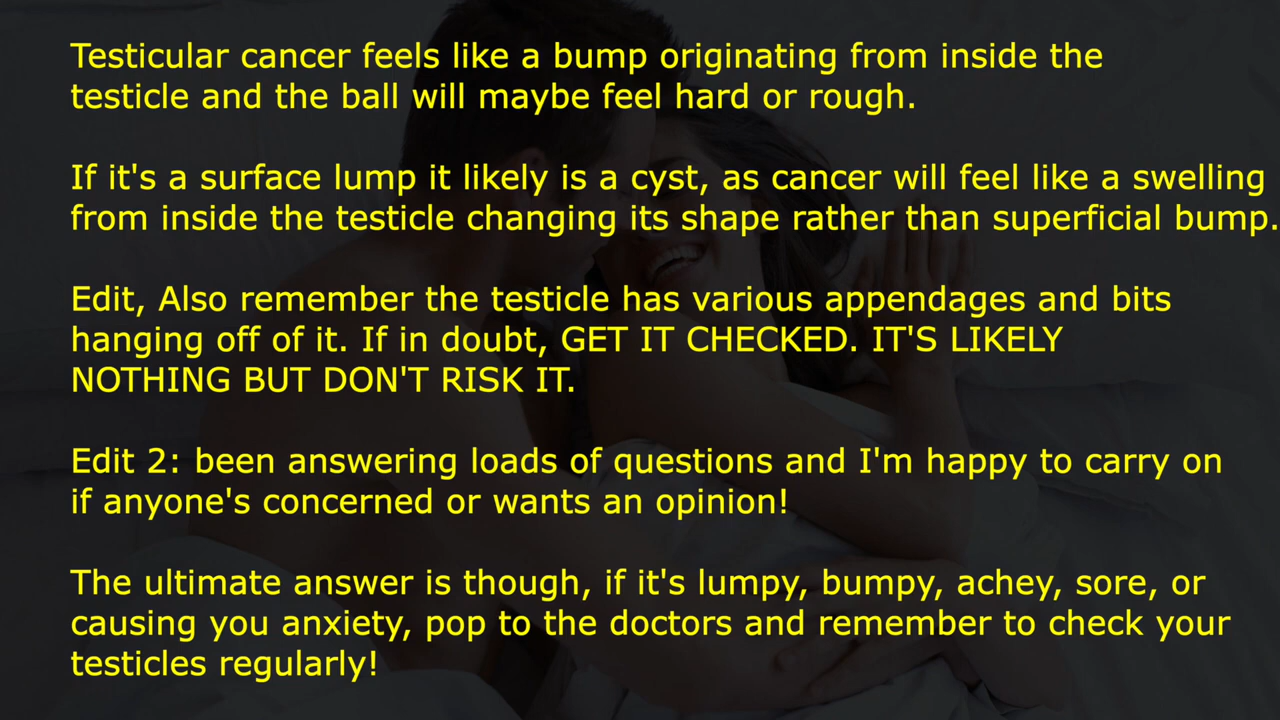 Testicular cancer feels like a bump originating from inside the
testicle and the ball will maybe feel hard or rough.
If it's a surface lump it likely is a cyst, as cancer will feel like a swelling
from inside the testicle changing its shape rather than superficial bump.
Edit, Also remember the testicle has various appendages and bits
hanging off of it. If in doubt, GET IT CHECKED. IT'S LIKELY
NOTHING BUT DON'T RISK IT.
Edit 2: been answering loads of questions and I'm happy to carry on
if anyone's concerned or wants an opinion!
The ultimate answer is though, if it's lumpy, bumpy, achey, sore, or
causing you anxiety, pop to the doctors and remember to check your
testicles regularly!